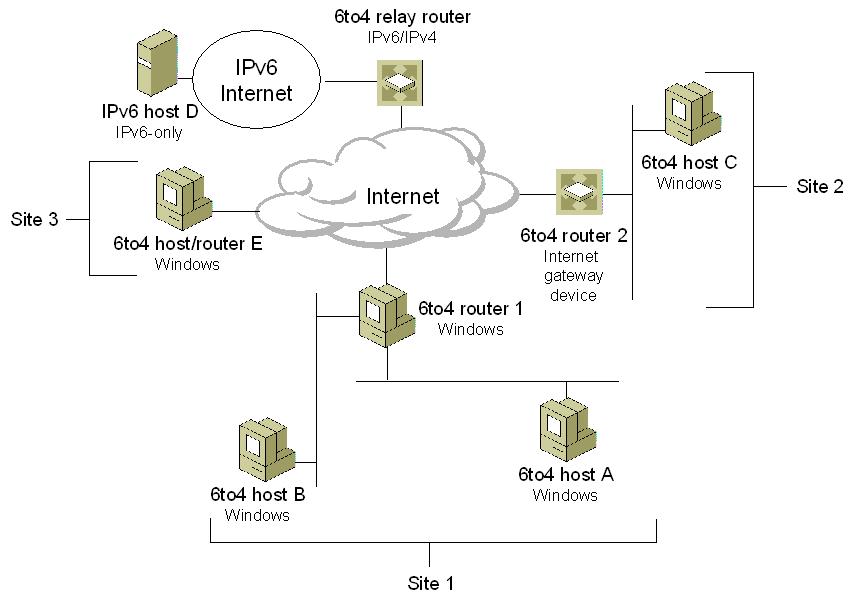 6to4 relay router
IPv6/IPv4
IPv6
Internet
IPv6 host D
IPv6-only
6to4 host C
Windows
Site 2
Internet
Site 3
6to4 host/router E
Windows
6to4 router 2
Internet
gateway
device
6to4 router 1
Windows
6to4 host A
Windows
6to4 host B
Windows
Site 1